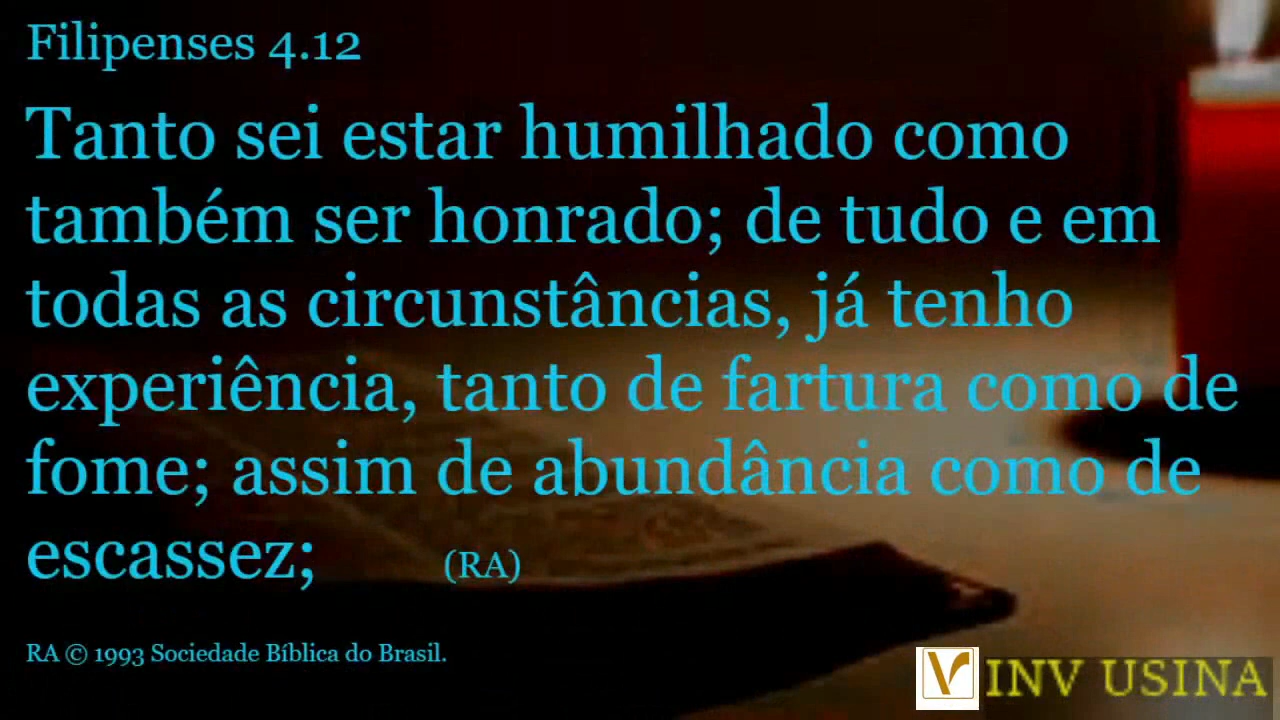 Filipenses 4.12
Tanto sei estar humilhado como
também ser honrado; de tudo e em
todas as circunstâncias, já tenho
experiência, tanto de fartura como de
fome; assim de abundância como de
escassez; (RA)
RA © 1993 Sociedade Bíblica do Brasil.
INV USINA